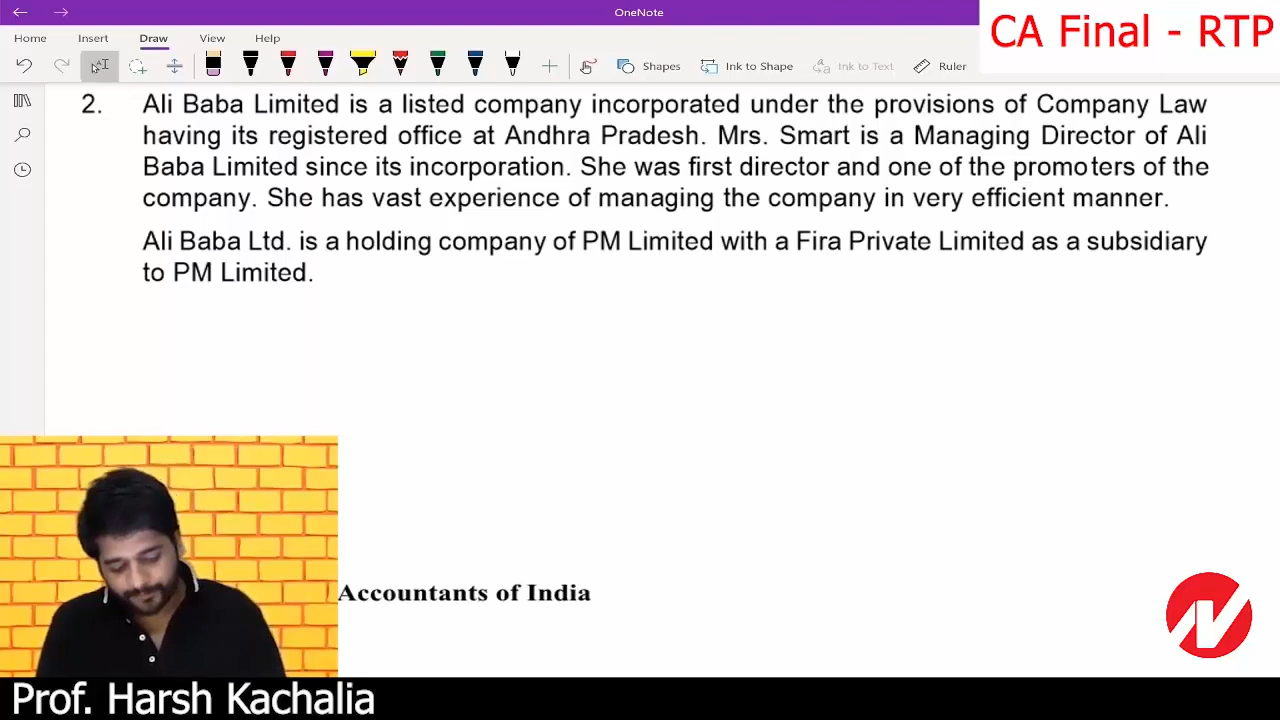 OneNote
CA Final - RTP
Home Insert Draw View Help
Shapes Ink to Shape Ink to Text Ruler
2. Ali Baba Limited is a listed company incorporated under the provisions of Company Law
having its registered office at Andhra Pradesh. Mrs. Smart is a Managing Director of Ali
Baba Limited since its incorporation. She was first director and one of the promoters of the
company. She has vast experience of managing the company in very efficient manner.
Ali Baba Ltd. is a holding company of PM Limited with a Fira Private Limited as a subsidiary
to PM Limited.
Accountants of India
Prof. Harsh Kachalia